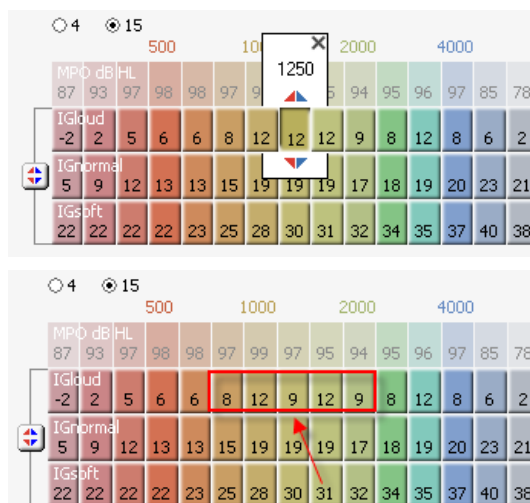 4 15
500 10 2000 4000
1250
MPO dB HL
87 93 97 98 98 97 9 94 95 96 97 85 78
IGloud
-2 2 5 6 6 8 12 12 12 9 8 12 8 6 2
IGnormal
5 9 12 13 13 15 19 19 19 17 18 19 20 23 21
IGsoft
22 22 22 22 23 25 28 30 31 32 34 35 37 40 38
4 15
500 1000 2000 4000
MPO dB HL
87 93 97 98 98 97 99 97 95 94 95 96 97 85 78
IGloud
-2 2 5 6 6 8 12 9 12 9 8 12 8 6 2
IGnormal
5 9 12 13 13 15 19 19 19 17 18 19 20 23 21
IGsoft
22 22 22 22 23 25 28 30 31 32 34 35 37 40 38